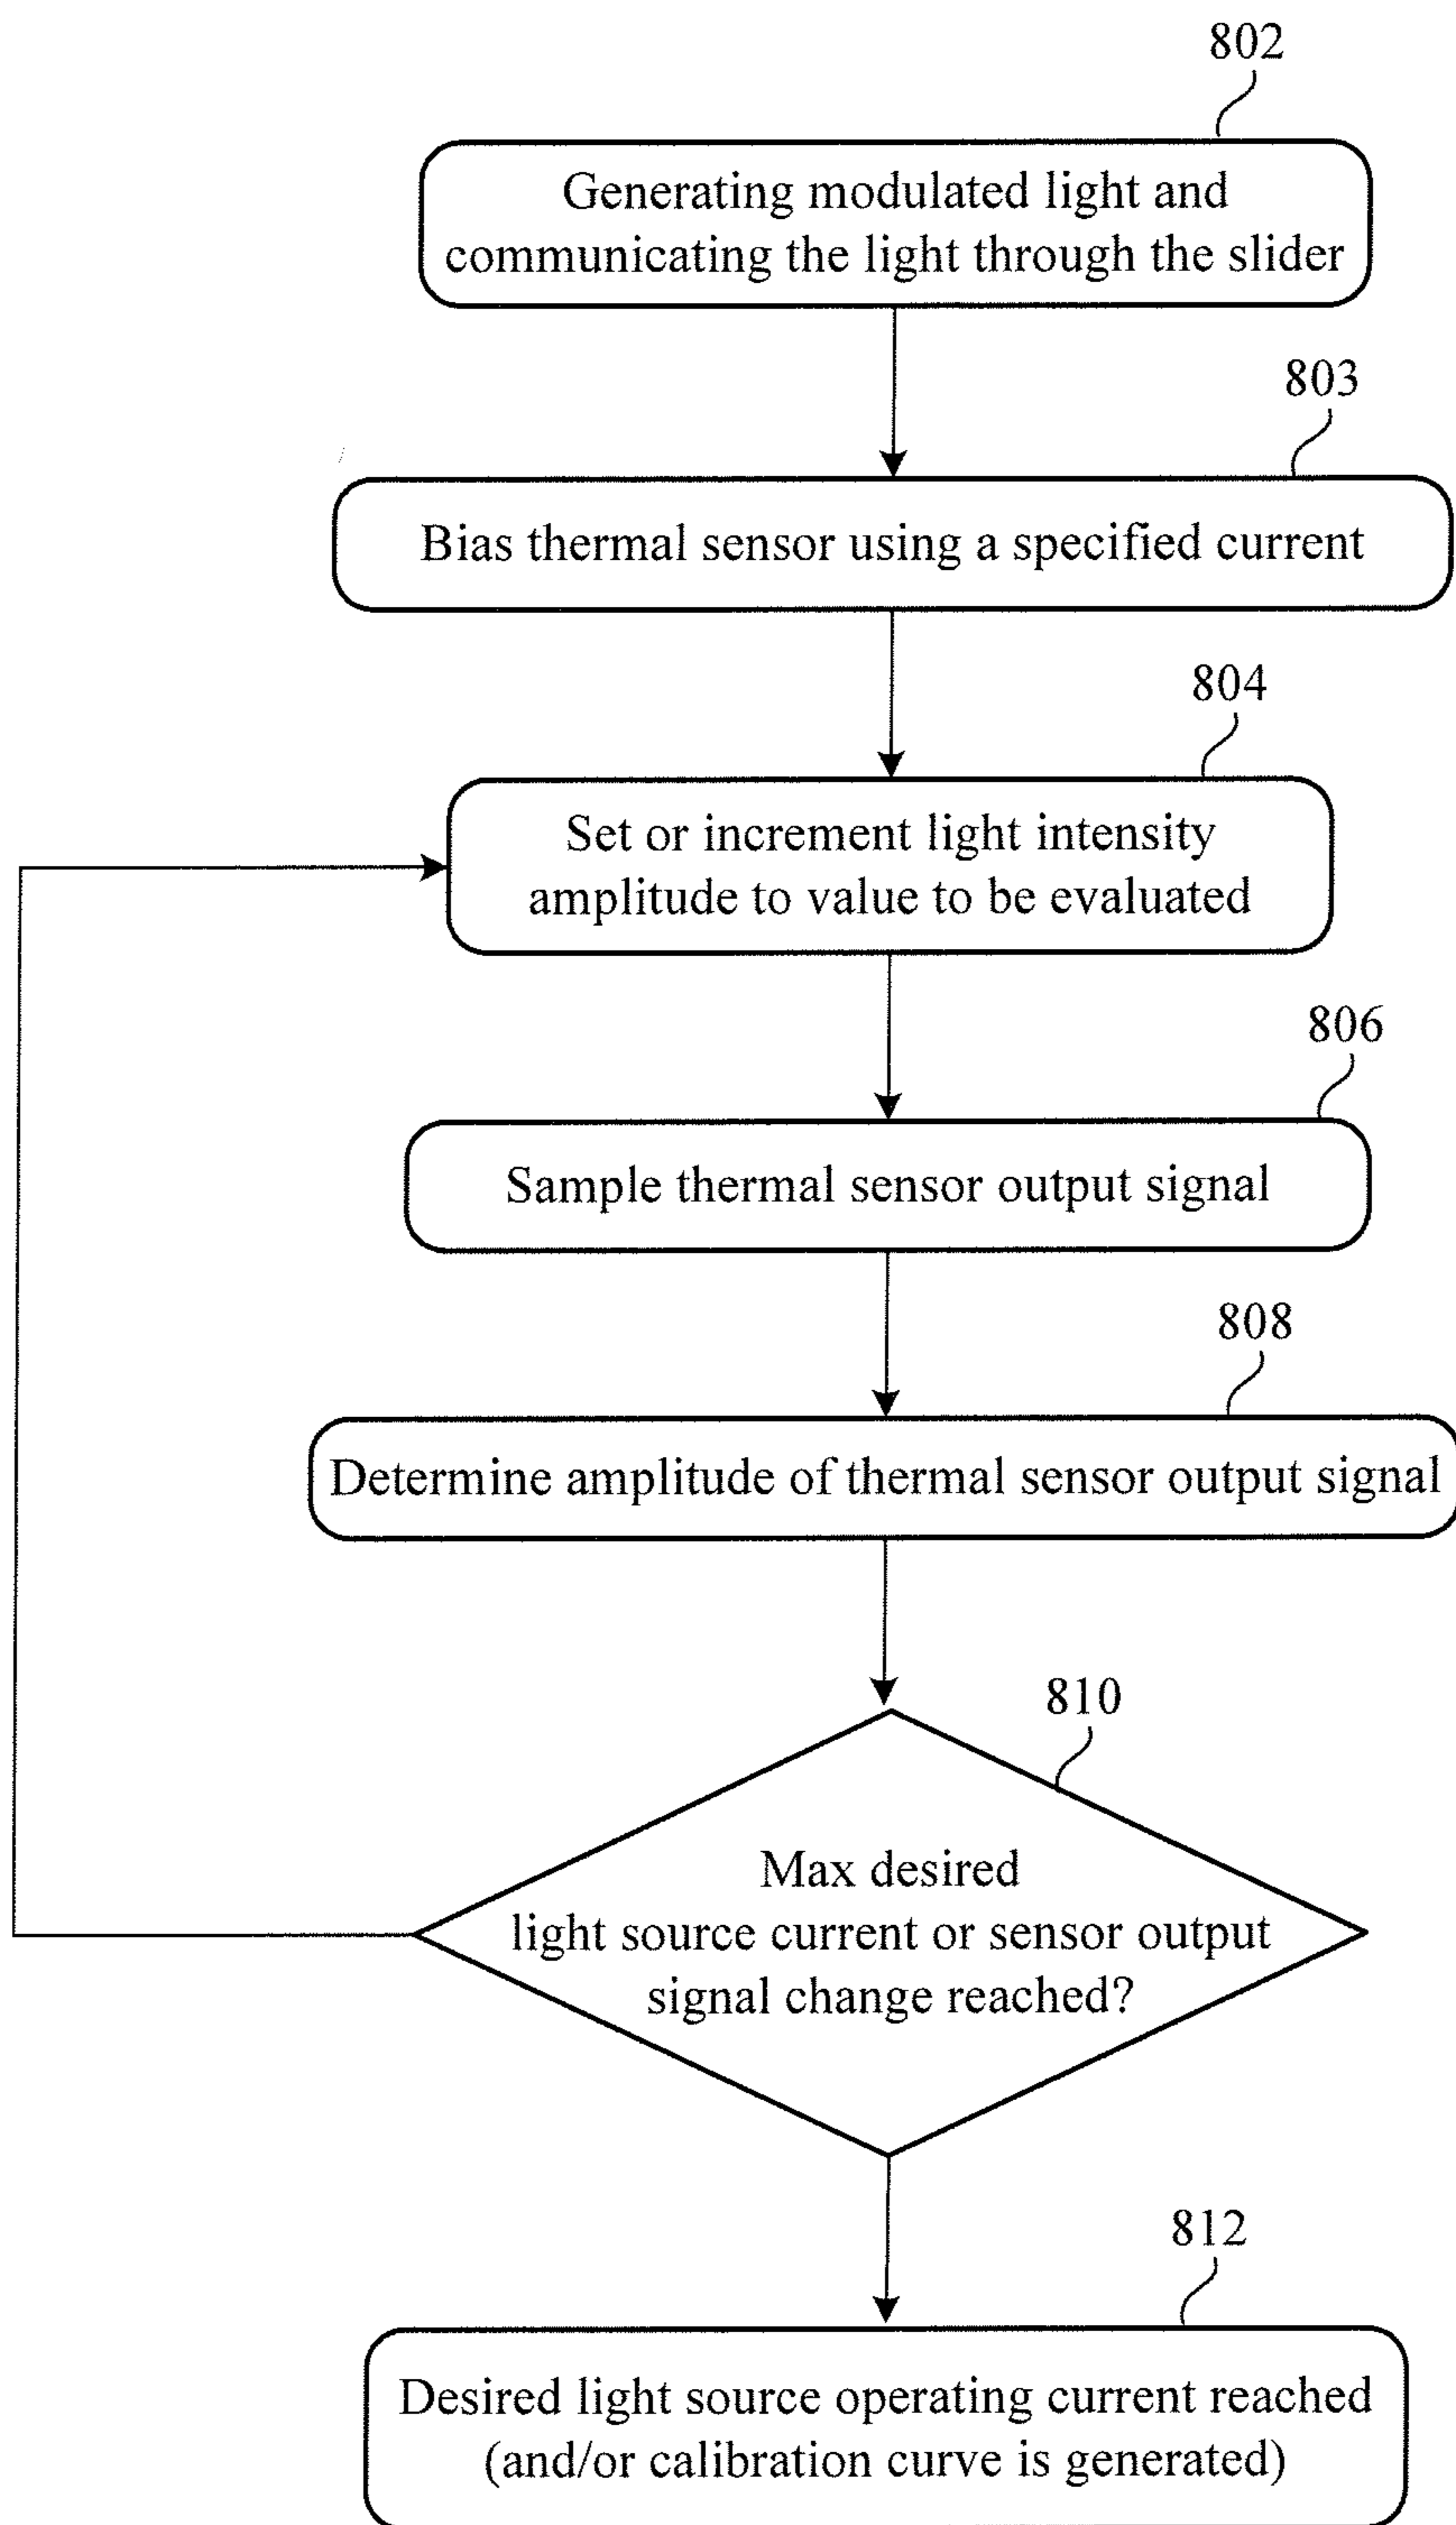 802
Generating modulated light and
communicating the light through the slider
803
Bias thermal sensor using a specified current
804
Set or increment light intensity
amplitude to value to be evaluated
806
Sample thermal sensor output signal
808
Determine amplitude of thermal sensor output signal
810
Max desired
light source current or sensor output
signal change reached?
812
Desired light source operating current reached
(and/or calibration curve is generated)